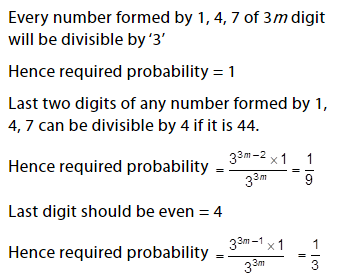 Every number formed by 1, 4, 7 of 3m digit
will be divisible by ‘3’
Hence required probability = 1
Last two digits of any number formed by 1,
4, 7 can be divisible by 4 if it is 44.
Hence required probability = \frac{3^{3m-2} \times 1}{3^{3m}} = \frac{1}{9}
Last digit should be even = 4
Hence required probability = \frac{3^{3m-1} \times 1}{3^{3m}} = \frac{1}{3}